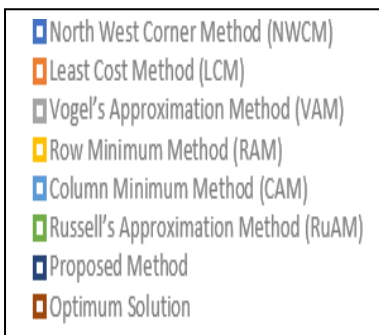 North West Corner Method (NWCM)
Least Cost Method (LCM)
Vogel's Approximation Method (VAM)
Row Minimum Method (RAM)
Column Minimum Method (CAM)
Russell's Approximation Method (RuAM)
Proposed Method
Optimum Solution